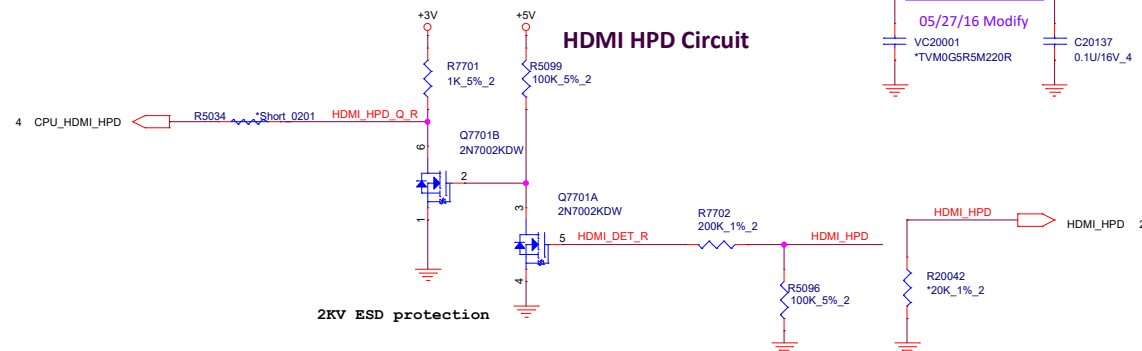 05/27/16 Modify
VC20001
*TVM0G5R5M220R
C20137
0.1U/16V_4
+3V
+5V
HDMI HPD Circuit
R7701
1K_5%_2
R5099
100K_5%_2
4 CPU_HDMI_HPD
R5034
*Short_0201
HDMI_HPD_Q_R
6
Q7701B
2N7002KDW
2
1
Q7701A
2N7002KDW
3
5
HDMI_DET_R
4
R7702
200K_1%_2
HDMI_HPD
HDMI_HPD
HDMI_HPD 2
R5096
100K_5%_2
R20042
*20K_1%_2
2KV ESD protection